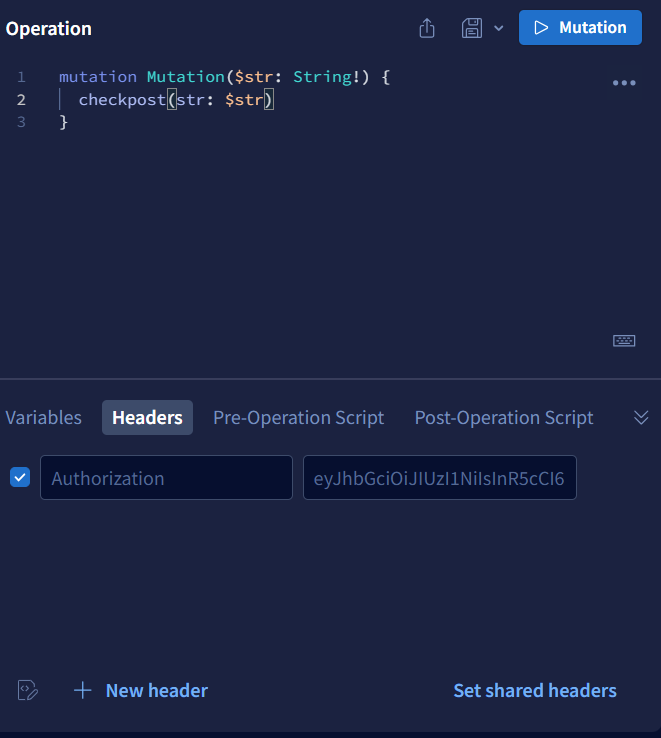 Operation
Mutation
1 mutation Mutation($str: String!) {
2 checkpost(str: $str)
3 }
Variables Headers Pre-Operation Script Post-Operation Script
Authorization eyJhbGciOiJIUzI1NiIsInR5cCI6
New header Set shared headers